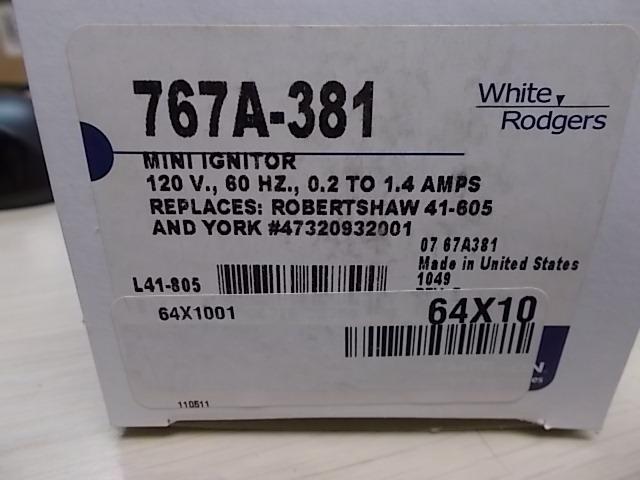 767A-381
White
Rodgers
MINI IGNITOR
120 V., 60 HZ., 0.2 TO 1.4 AMPS
REPLACES: ROBERTSHAW 41-605
AND YORK #47320932001
07 67A381
Made in United States
1049
L41-805
64X1001
64X10
110511